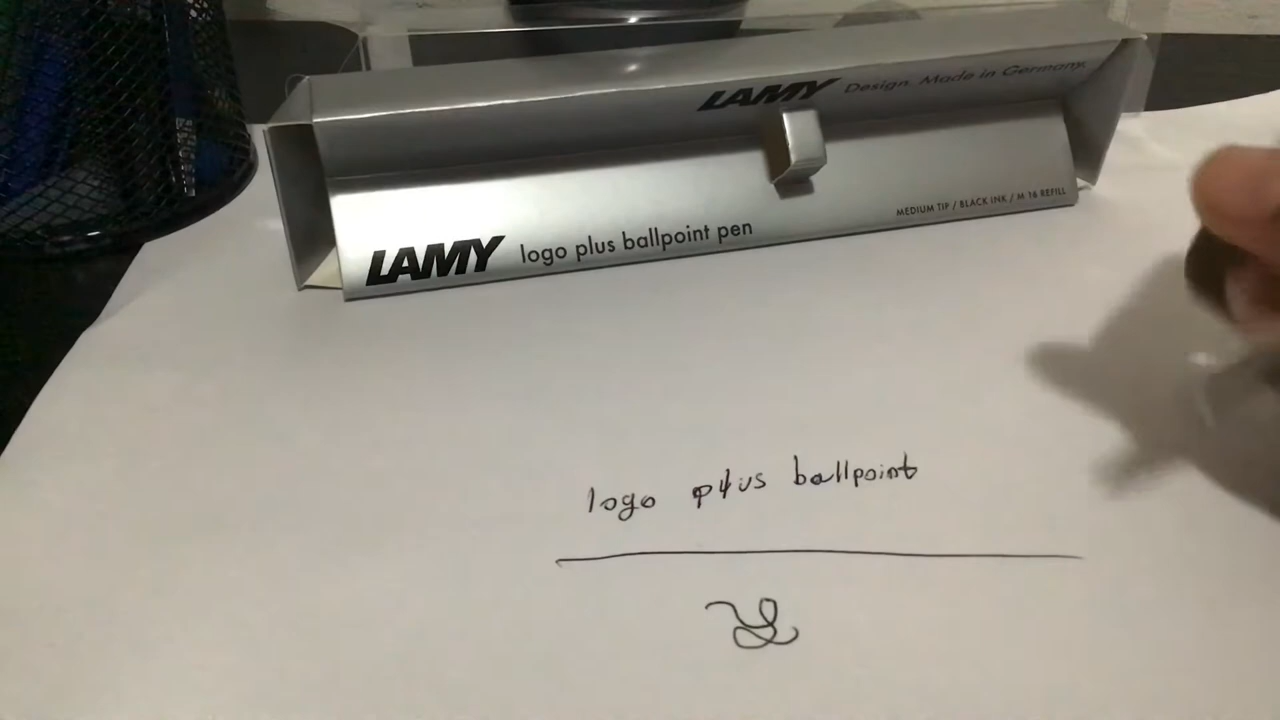 LAMY Design. Made in Germany.
MEDIUM TIP / BLACK INK / M 16 REFILL
LAMY logo plus ballpoint pen
logo plus ballpoint